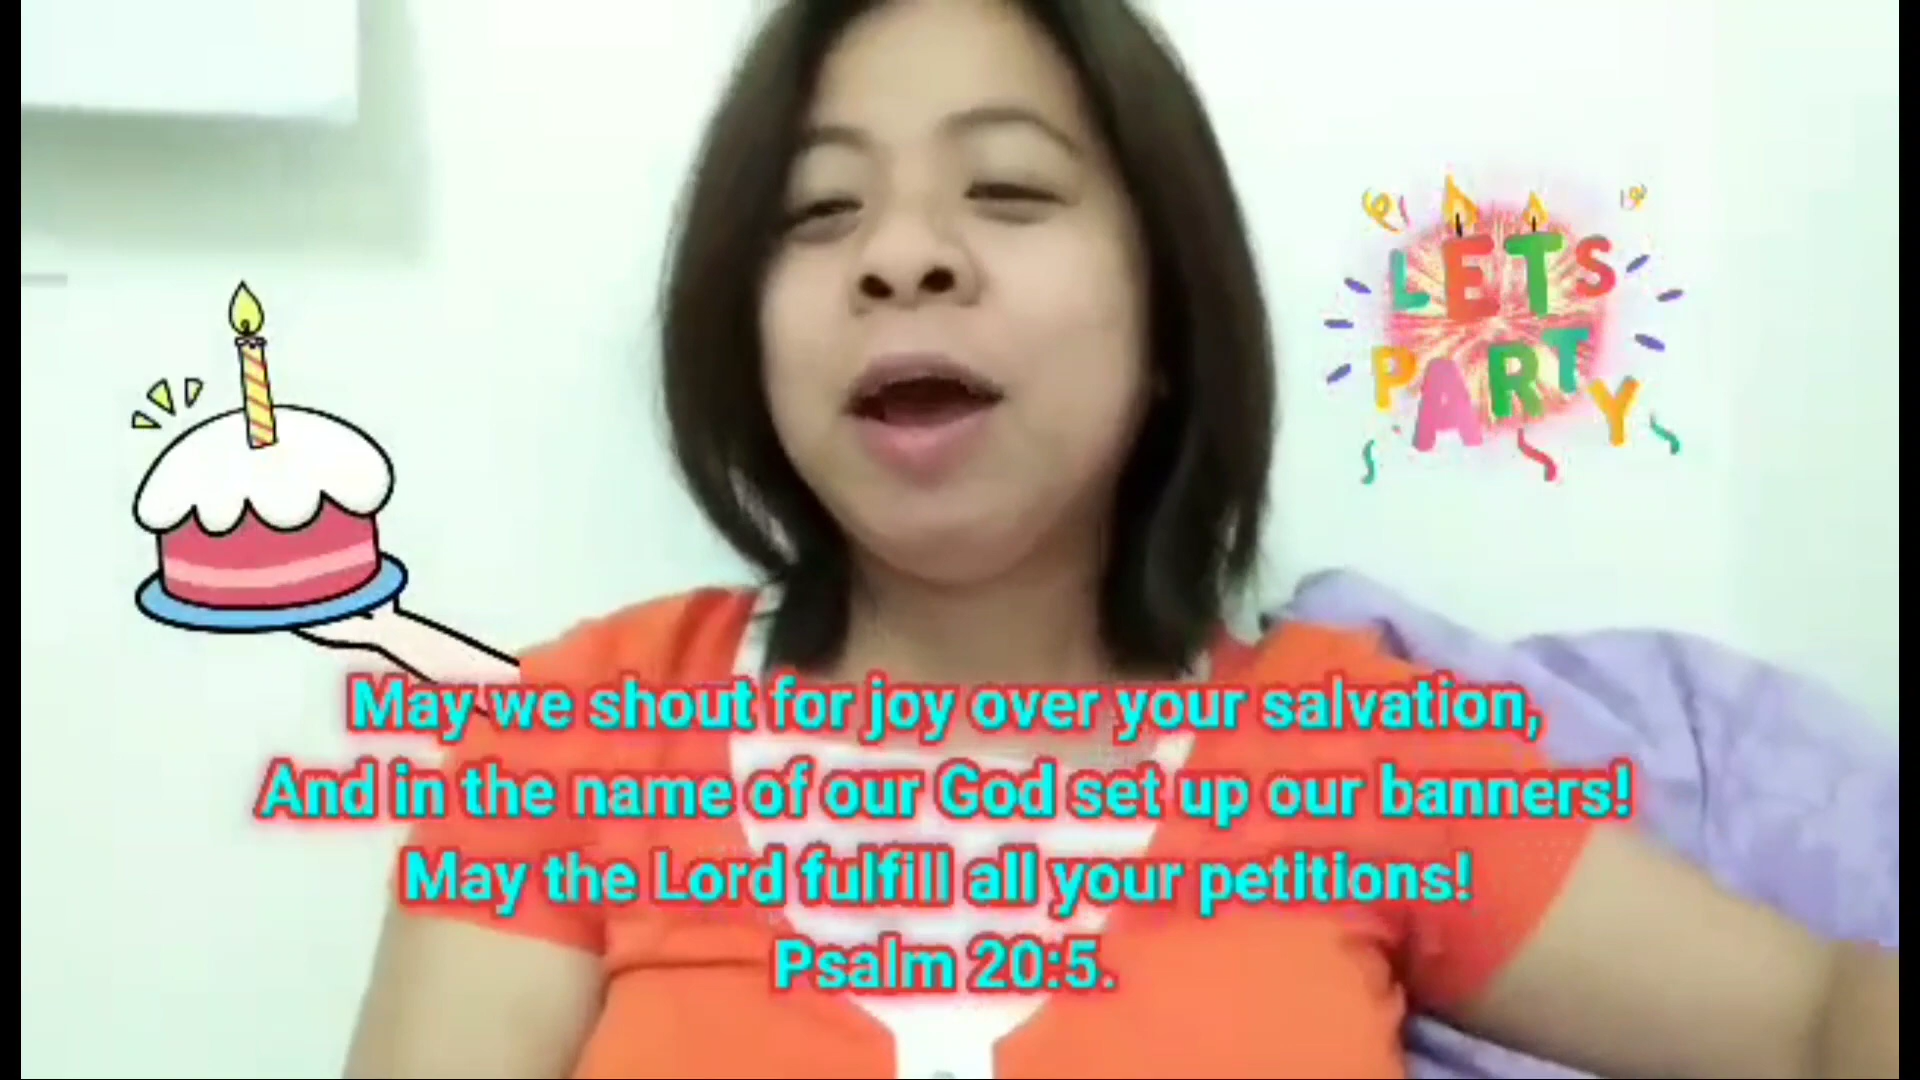 LETS
PARTY
May we shout for joy over your salvation,
And in the name of our God set up our banners!
May the Lord fulfill all your petitions!
Psalm 20:5.